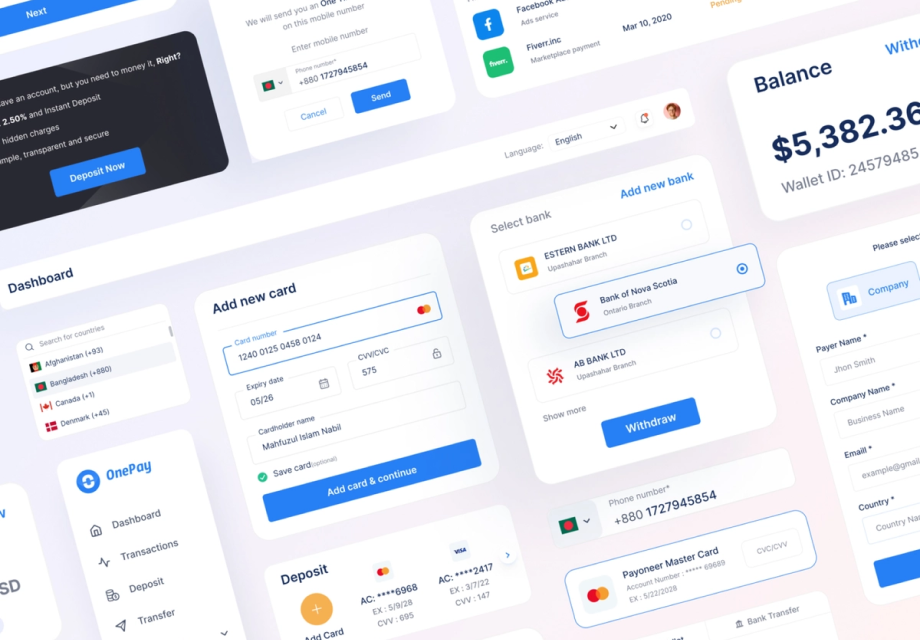 Next
ave an account, but you need to money it, Right?
2.50% and Instant Deposit
hidden charges
mple, transparent and secure
Deposit Now
We will send you an One
on this mobile number
Enter mobile number
Phone number*
+880 1727945854
Cancel
Send
Facebook
Ads service
Fiverr.inc
Marketplace payment
Mar 10, 2020
Pending
fiverr.
Balance
Withd
$5,382.36
Wallet ID: 24579485
Language:
English
Dashboard
Search for countries
Afghanistan (+93)
Bangladesh (+880)
Canada (+1)
Denmark (+45)
Add new card
Card number
1240 0125 0458 0124
Expiry date
05/26
CVV/CVC
575
Cardholder name
Mahfuzul Islam Nabil
Save card(optional)
Add card & continue
Select bank
Add new bank
ESTERN BANK LTD
Upashahar Branch
Bank of Nova Scotia
Ontario Branch
AB BANK LTD
Upashahar Branch
Show more
Withdraw
Please selec
Company
Payer Name *
Jhon Smith
Company Name *
Business Name
Email *
example@gmail
Country *
Country Na
SD
OnePay
Dashboard
Transactions
Deposit
Transfer
Deposit
Add Card
AC: ****6968
EX : 5/9/28
CVV : 695
VISA
AC: ****2417
EX : 3/7/22
CVV : 147
Phone number*
+880 1727945854
Payoneer Master Card
Account Number : ***** 69689
EX : 5/22/2028
CVC/CVV
Bank Transfer